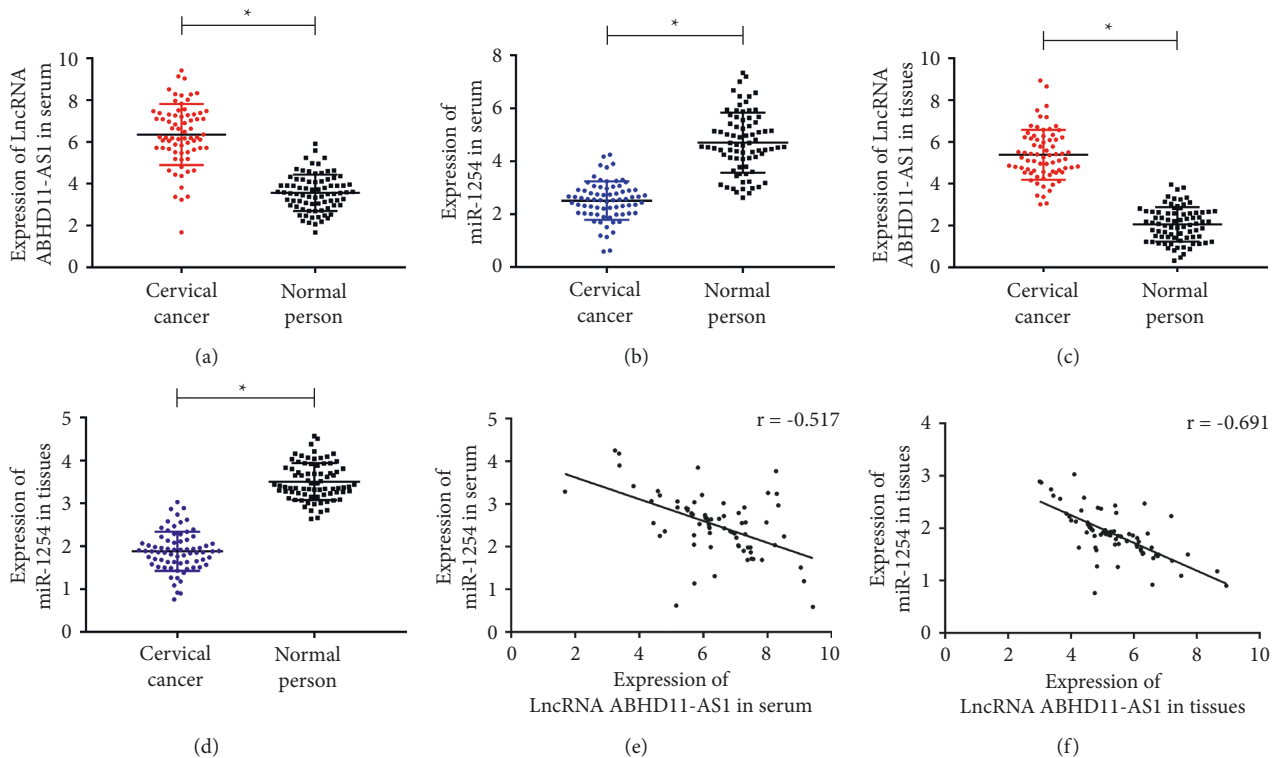 *
Expression of LncRNA
ABHD11-AS1 in serum
10
8
6
4
2
0
Cervical
cancer
Normal
person
(a)
*
Expression of
miR-1254 in serum
8
6
4
2
0
Cervical
cancer
Normal
person
(b)
*
Expression of LncRNA
ABHD11-AS1 in tissues
10
8
6
4
2
0
Cervical
cancer
Normal
person
(c)
*
Expression of
miR-1254 in tissues
5
4
3
2
1
0
Cervical
cancer
Normal
person
(d)
r = -0.517
Expression of
miR-1254 in serum
5
4
3
2
1
0
0 2 4 6 8 10
Expression of
LncRNA ABHD11-AS1 in serum
(e)
r = -0.691
Expression of
miR-1254 in tissues
4
3
2
1
0
0 2 4 6 8 10
Expression of
LncRNA ABHD11-AS1 in tissues
(f)